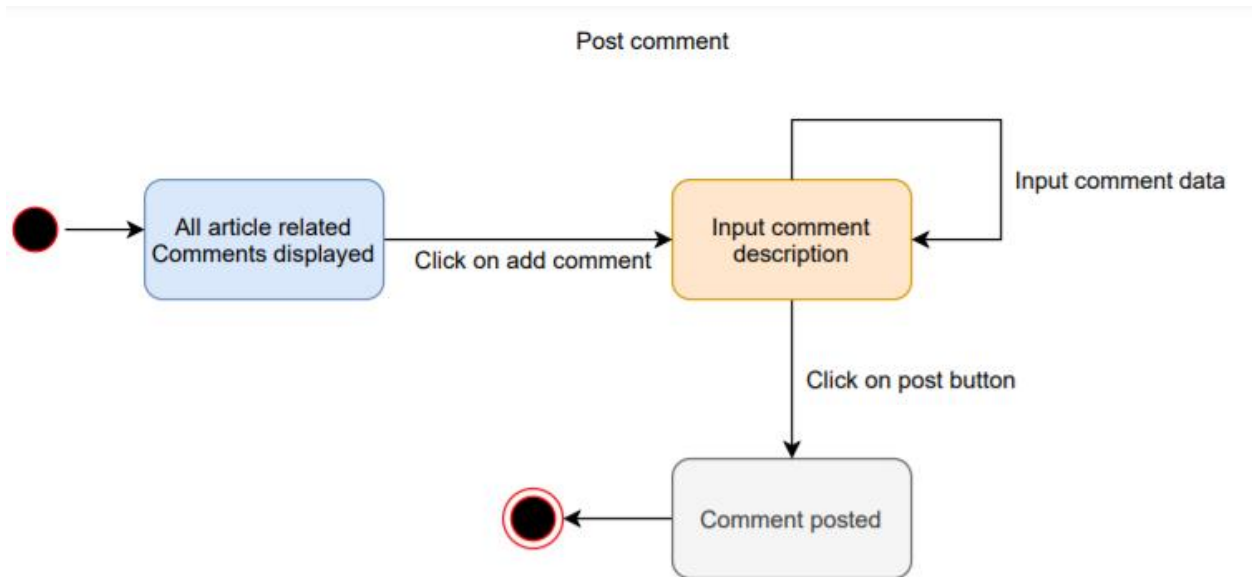 Post comment
All article related
Comments displayed
Click on add comment
Input comment
description
Input comment data
Click on post button
Comment posted